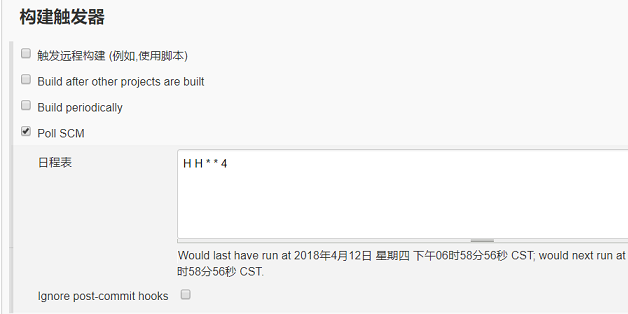 构建触发器
触发远程构建 (例如,使用脚本)
Build after other projects are built
Build periodically
Poll SCM
日程表
H H * * 4
Would last have run at 2018年4月12日 星期四 下午06时58分56秒 CST; would next run at
时58分56秒 CST.
Ignore post-commit hooks